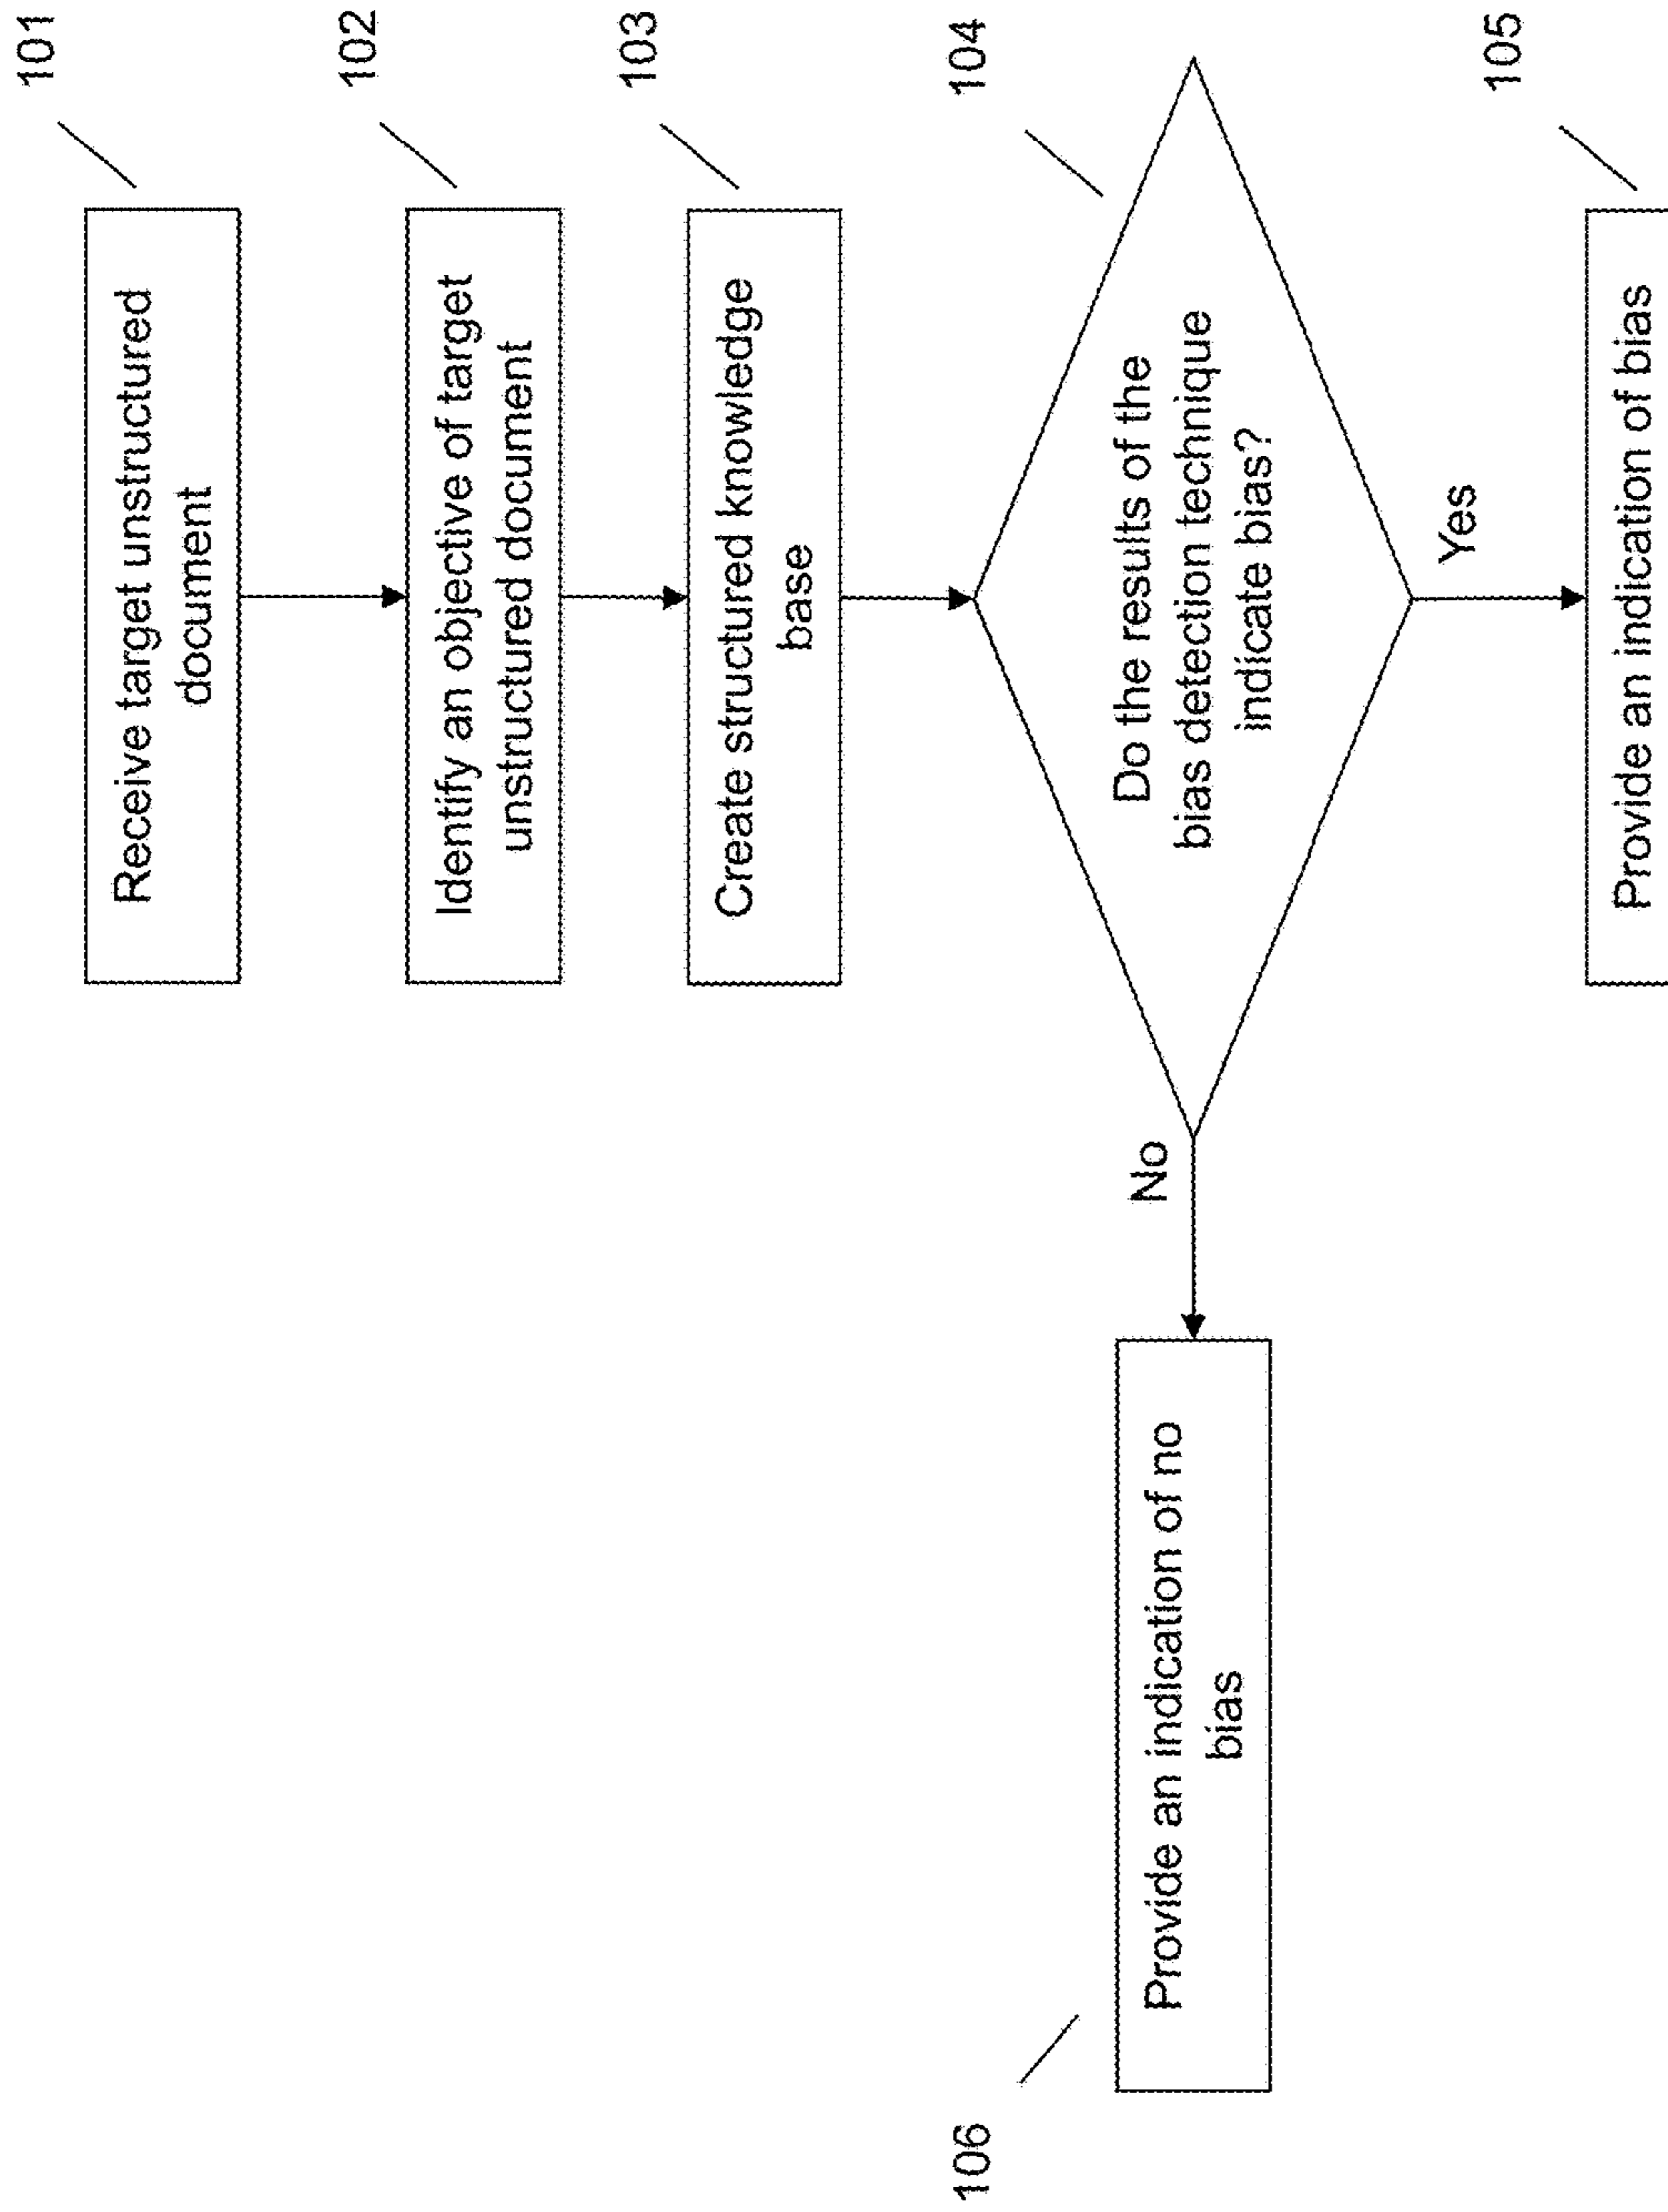 101
Receive target unstructured
document
102
Identify an objective of target
unstructured document
103
Create structured knowledge
base
104
Do the results of the
bias detection technique
indicate bias?
No
Yes
106
Provide an indication of no
bias
105
Provide an indication of bias